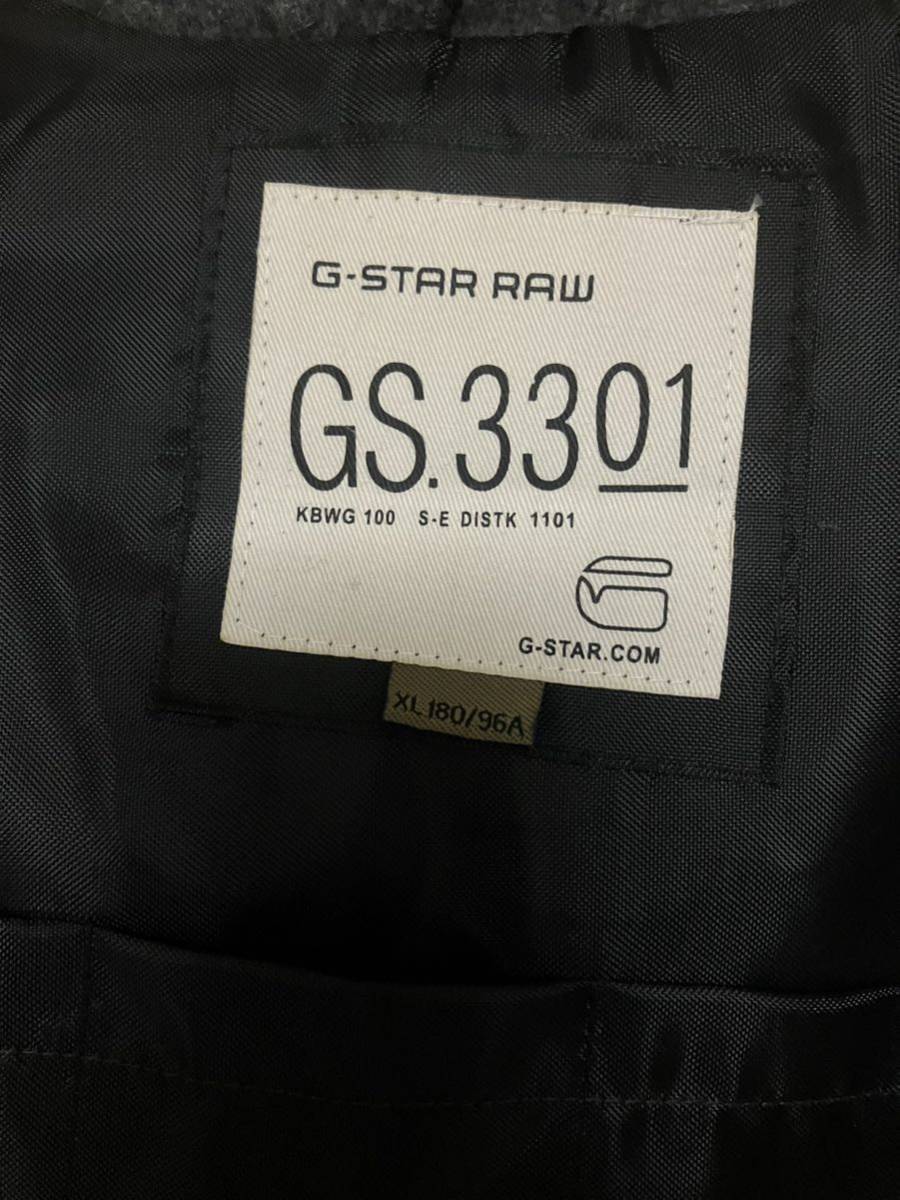 G-STAR RAW
GS.3301
KBWG 100 S-E DISTK 1101
G-STAR.COM
XL 180/96A